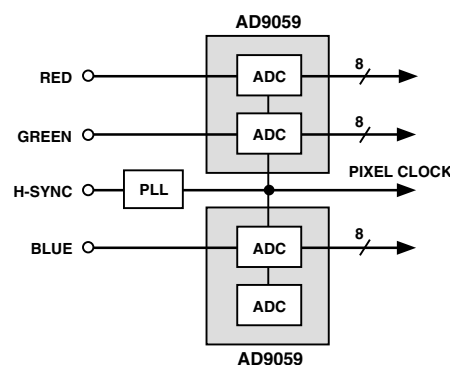 AD9059
RED
ADC
8
GREEN
ADC
8
H-SYNC
PLL
PIXEL CLOCK
BLUE
ADC
8
ADC
AD9059